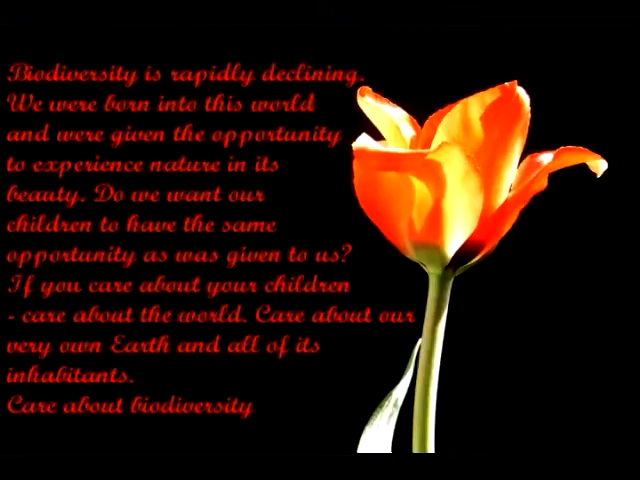 Biodiversity is rapidly declining.
We were born into this world
and were given the opportunity
to experience nature in its
beauty. Do we want our
children to have the same
opportunity as was given to us?
If you care about your children
- care about the world. Care about our
very own Earth and all of its
inhabitants.
Care about biodiversity